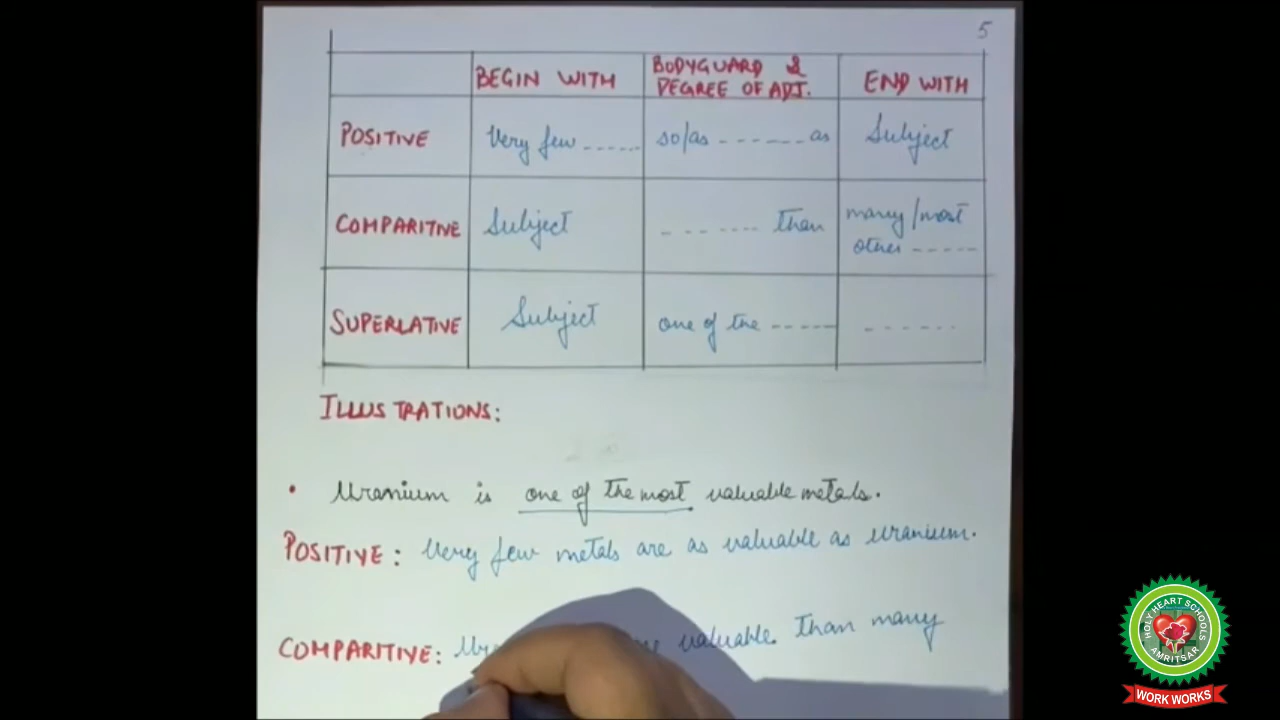 5
BEGIN WITH BODYGUARD & DEGREE OF ADJ. END WITH
POSITIVE Very few ...... so/as ------ as Subject
COMPARITIVE Subject ------- than many/most other -----
SUPERLATIVE Subject one of the ----- ------
ILLUSTRATIONS:
• Uranium is one of the most valuable metals.
POSITIVE: Very few metals are as valuable as uranium.
COMPARITIVE: valuable than many
HOLY HEART SCHOOLS
AMRITSAR
WORK WORKS